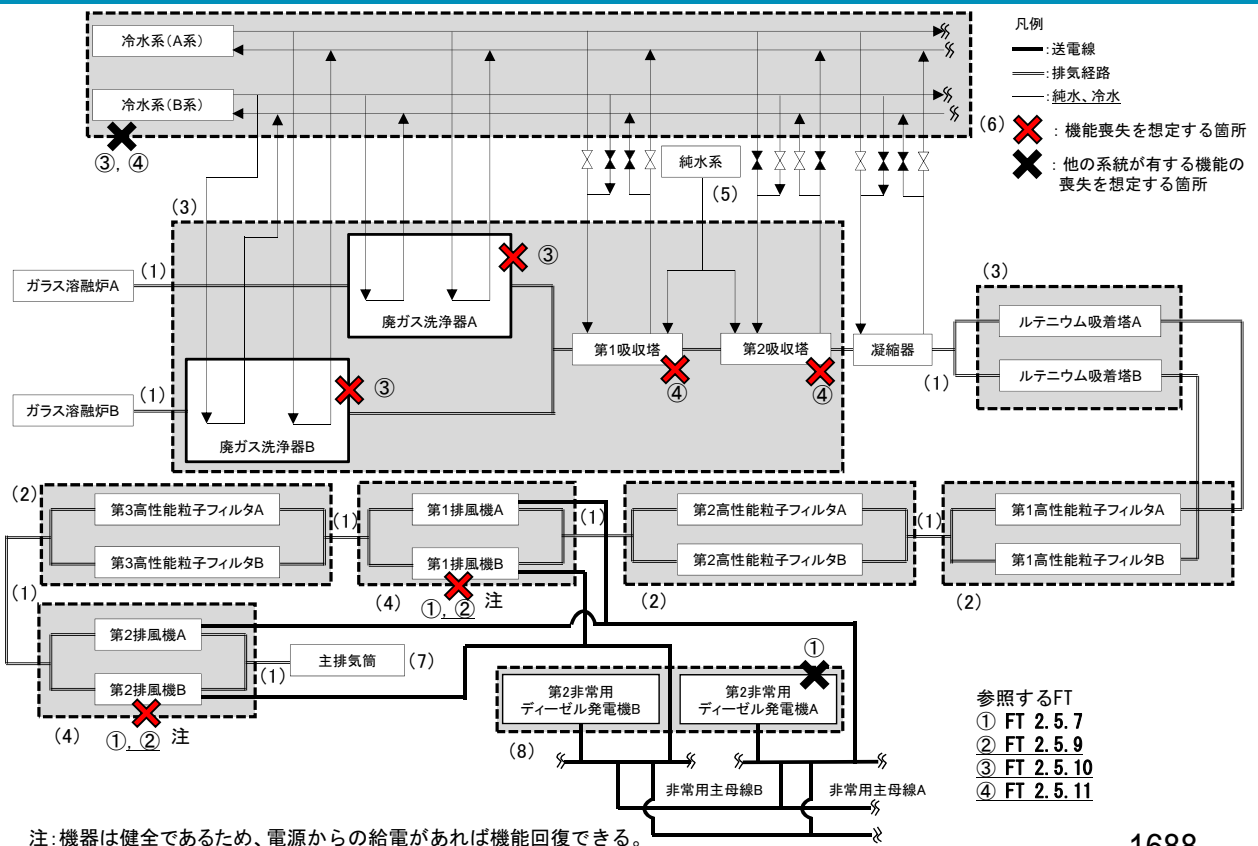 冷水系(A系)
冷水系(B系)
③, ④
凡例
:送電線
:排気経路
:純水、冷水
(6)
:機能喪失を想定する箇所
:他の系統が有する機能の
喪失を想定する箇所
純水系
(5)
(3)
ガラス溶融炉A
(1)
廃ガス洗浄器A
③
ガラス溶融炉B
(1)
廃ガス洗浄器B
③
第1吸収塔
④
第2吸収塔
④
凝縮器
(1)
(3)
ルテニウム吸着塔A
ルテニウム吸着塔B
(2)
第3高性能粒子フィルタA
第3高性能粒子フィルタB
(1)
第1排風機A
第1排風機B
(4)
①, ② 注
(1)
第2高性能粒子フィルタA
第2高性能粒子フィルタB
(2)
(1)
第1高性能粒子フィルタA
第1高性能粒子フィルタB
(2)
(1)
第2排風機A
第2排風機B
(4)
①, ② 注
(1)
主排気筒
(7)
①
第2非常用
ディーゼル発電機B
第2非常用
ディーゼル発電機A
(8)
非常用主母線B
非常用主母線A
参照するFT
① FT 2.5.7
② FT 2.5.9
③ FT 2.5.10
④ FT 2.5.11
注:機器は健全であるため、電源からの給電があれば機能回復できる。
1688